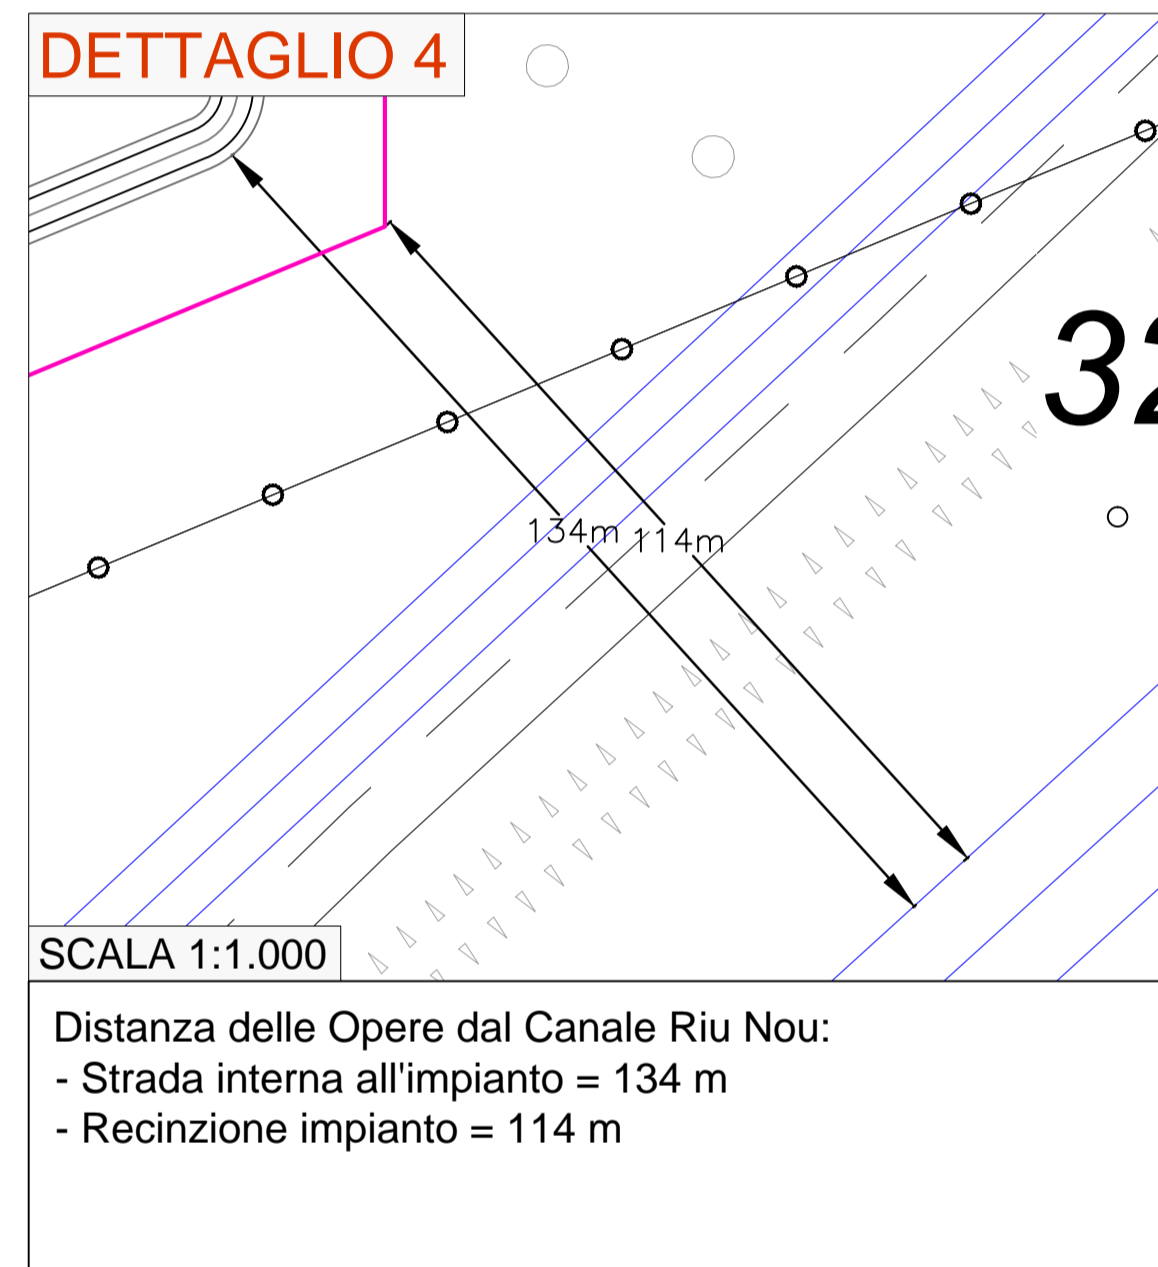 DETTAGLIO 4
32
134m 114m
SCALA 1:1.000
Distanza delle Opere dal Canale Riu Nou:
- Strada interna all'impianto = 134 m
- Recinzione impianto = 114 m